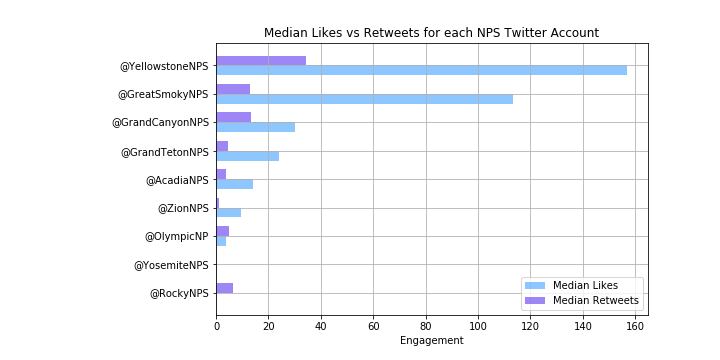 Median Likes vs Retweets for each NPS Twitter Account
@YellowstoneNPS
@GreatSmokyNPS
@GrandCanyonNPS
@GrandTetonNPS
@AcadiaNPS
@ZionNPS
@OlympicNP
@YosemiteNPS
@RockyNPS
Median Likes
Median Retweets
0 20 40 60 80 100 120 140 160
Engagement